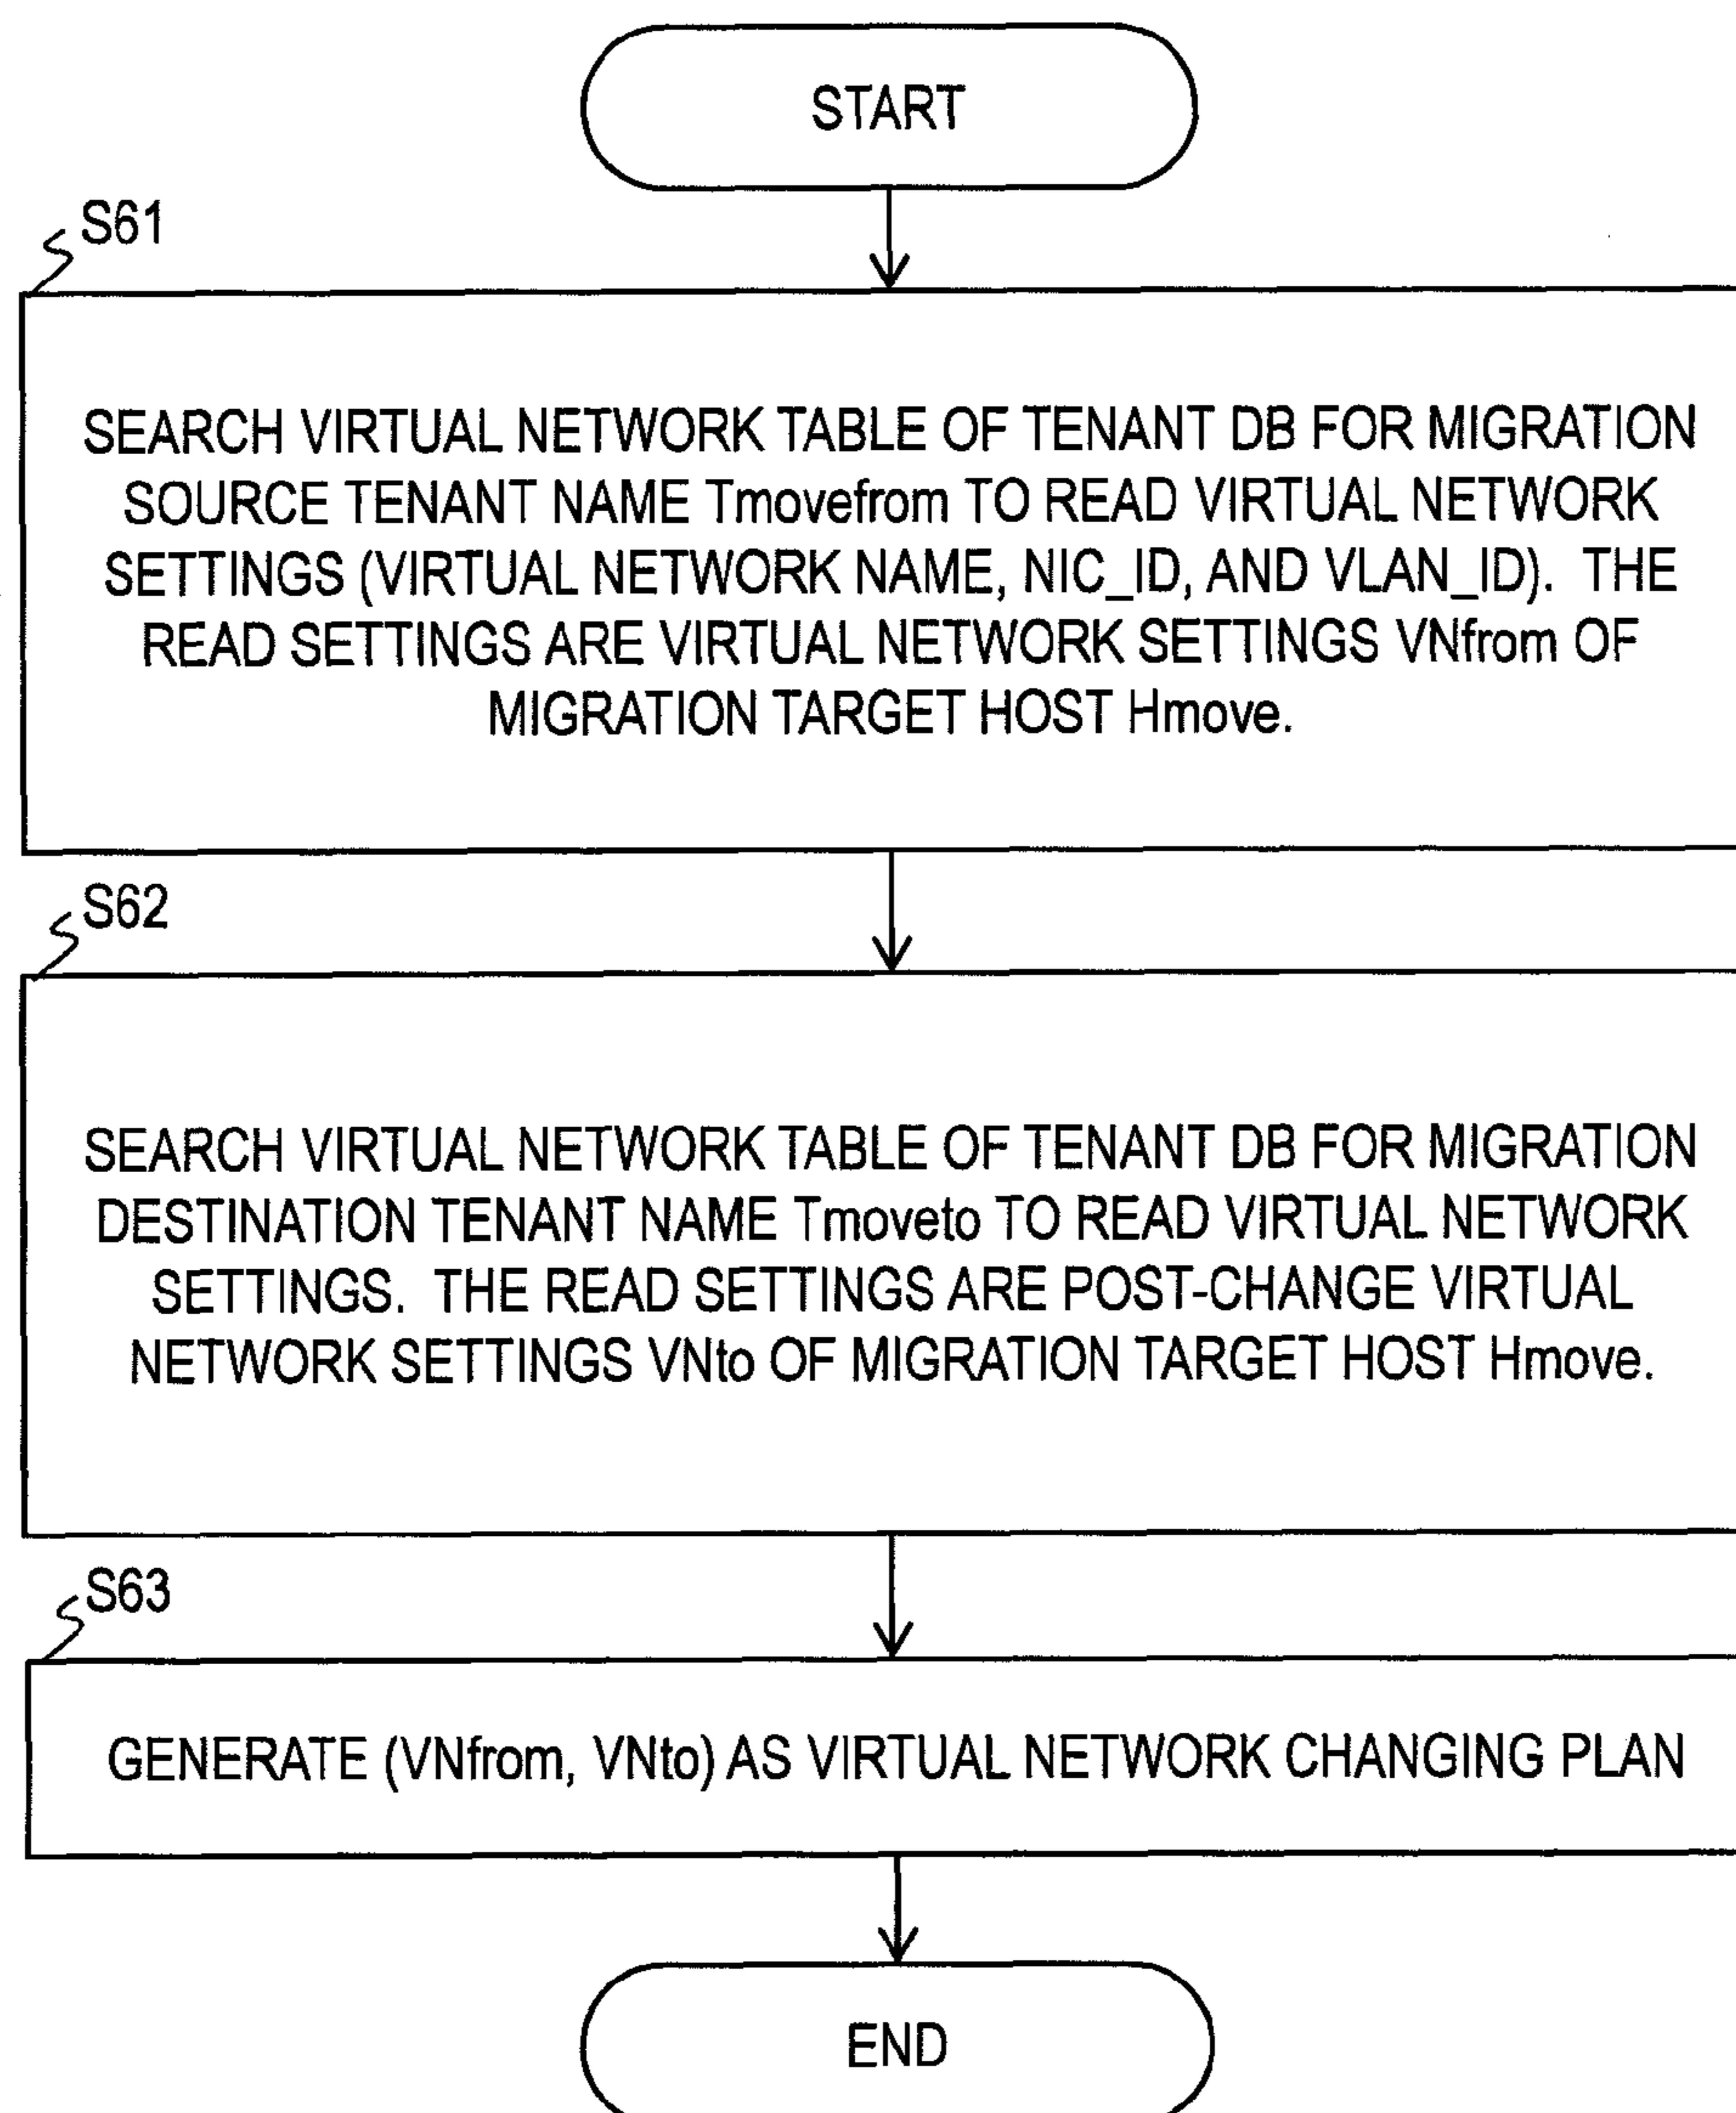 START
S61
SEARCH VIRTUAL NETWORK TABLE OF TENANT DB FOR MIGRATION
SOURCE TENANT NAME Tmovefrom TO READ VIRTUAL NETWORK
SETTINGS (VIRTUAL NETWORK NAME, NIC_ID, AND VLAN_ID). THE
READ SETTINGS ARE VIRTUAL NETWORK SETTINGS VNfrom OF
MIGRATION TARGET HOST Hmove.
S62
SEARCH VIRTUAL NETWORK TABLE OF TENANT DB FOR MIGRATION
DESTINATION TENANT NAME Tmoveto TO READ VIRTUAL NETWORK
SETTINGS. THE READ SETTINGS ARE POST-CHANGE VIRTUAL
NETWORK SETTINGS VNto OF MIGRATION TARGET HOST Hmove.
S63
GENERATE (VNfrom, VNto) AS VIRTUAL NETWORK CHANGING PLAN
END